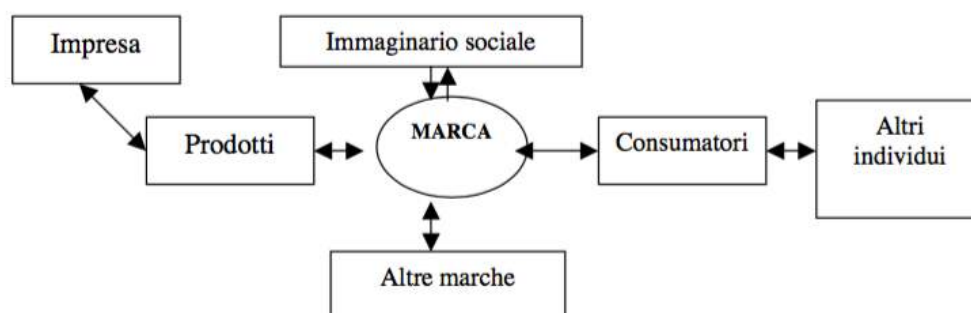 Impresa
Immaginario sociale
MARCA
Prodotti
Consumatori
Altri
individui
Altre marche